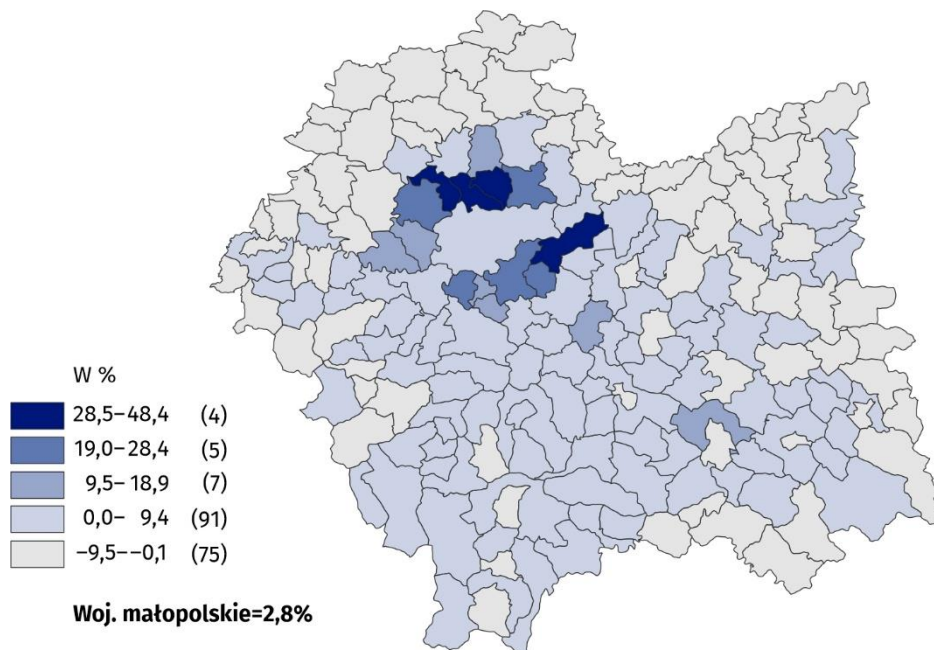 W %
28,5–48,4 (4)
19,0–28,4 (5)
9,5–18,9 (7)
0,0– 9,4 (91)
–9,5––0,1 (75)
Woj. małopolskie=2,8%